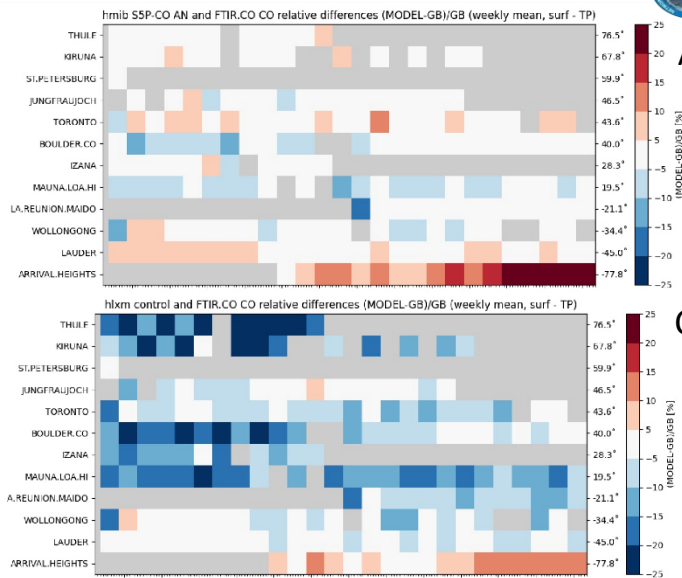 hmib S5P-CO AN and FTIR.CO CO relative differences (MODEL-GB)/GB (weekly mean, surf - TP)
THULE 76.5°
KIRUNA 67.8°
ST.PETERSBURG 59.9°
JUNGFRAUJOCH 46.5°
TORONTO 43.6°
BOULDER.CO 40.0°
IZANA 28.3°
MAUNA.LOA.HI 19.5°
LA.REUNION.MAIDO -21.1°
WOLLONGONG -34.4°
LAUDER -45.0°
ARRIVAL.HEIGHTS -77.8°
25
20
15
10
5
0
−5
−10
−15
−20
−25
(MODEL-GB)/GB [%]
hlxm control and FTIR.CO CO relative differences (MODEL-GB)/GB (weekly mean, surf - TP)
THULE 76.5°
KIRUNA 67.8°
ST.PETERSBURG 59.9°
JUNGFRAUJOCH 46.5°
TORONTO 43.6°
BOULDER.CO 40.0°
IZANA 28.3°
MAUNA.LOA.HI 19.5°
A.REUNION.MAIDO -21.1°
WOLLONGONG -34.4°
LAUDER -45.0°
ARRIVAL.HEIGHTS -77.8°
25
20
15
10
5
0
−5
−10
−15
−20
−25
(MODEL-GB)/GB [%]